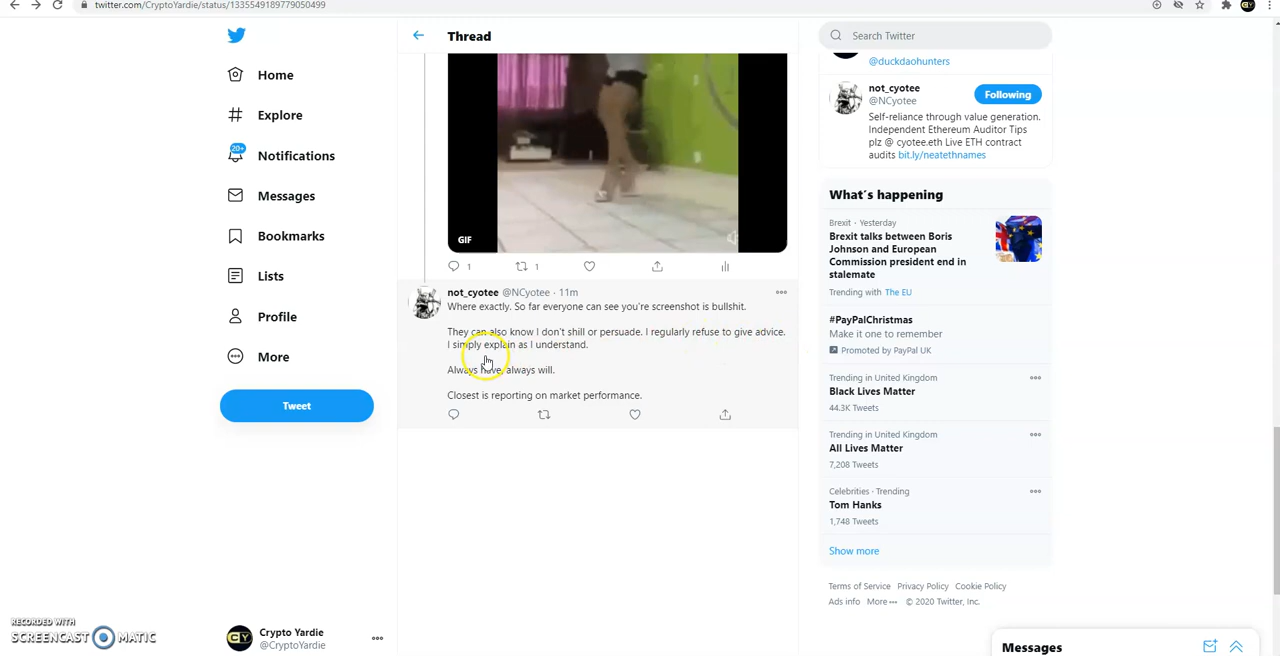 twitter.com/CryptoYardie/status/1335549189779050499
Home
Explore
20+
Notifications
Messages
Bookmarks
Lists
Profile
More
Tweet
Crypto Yardie
@CryptoYardie
RECORDED WITH
SCREENCAST MATIC
Thread
GIF
1
1
not_cyotee @NCyotee · 11m
Where exactly. So far everyone can see you're screenshot is bullshit.
They can also know I don't shill or persuade. I regularly refuse to give advice.
I simply explain as I understand.
Always have, always will.
Closest is reporting on market performance.
Search Twitter
@duckdaohunters
not_cyotee
@NCyotee
Following
Self-reliance through value generation.
Independent Ethereum Auditor Tips
plz @ cyotee.eth Live ETH contract
audits bit.ly/neatethnames
What's happening
Brexit · Yesterday
Brexit talks between Boris
Johnson and European
Commission president end in
stalemate
Trending with The EU
#PayPalChristmas
Make it one to remember
Promoted by PayPal UK
Trending in United Kingdom
Black Lives Matter
44.3K Tweets
Trending in United Kingdom
All Lives Matter
7,208 Tweets
Celebrities · Trending
Tom Hanks
1,748 Tweets
Show more
Terms of Service Privacy Policy Cookie Policy
Ads info More © 2020 Twitter, Inc.
Messages